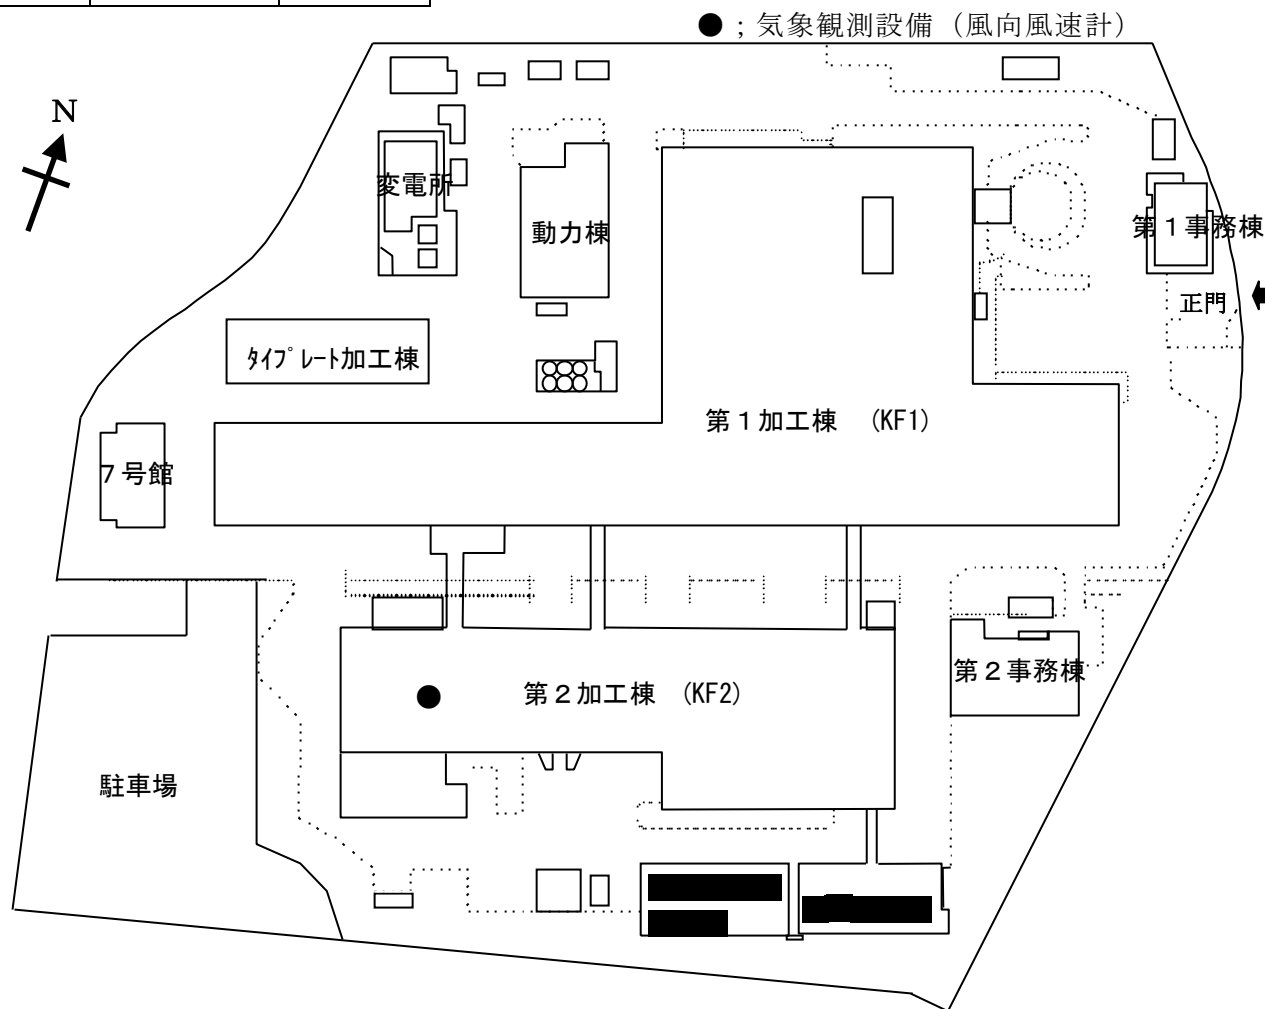 ●；気象観測設備（風向風速計）
N
変電所
動力棟
第１事務棟
正門
ﾀｲﾌﾟﾚｰﾄ加工棟
第１加工棟　(KF1)
７号館
第２事務棟
第２加工棟　(KF2)
駐車場